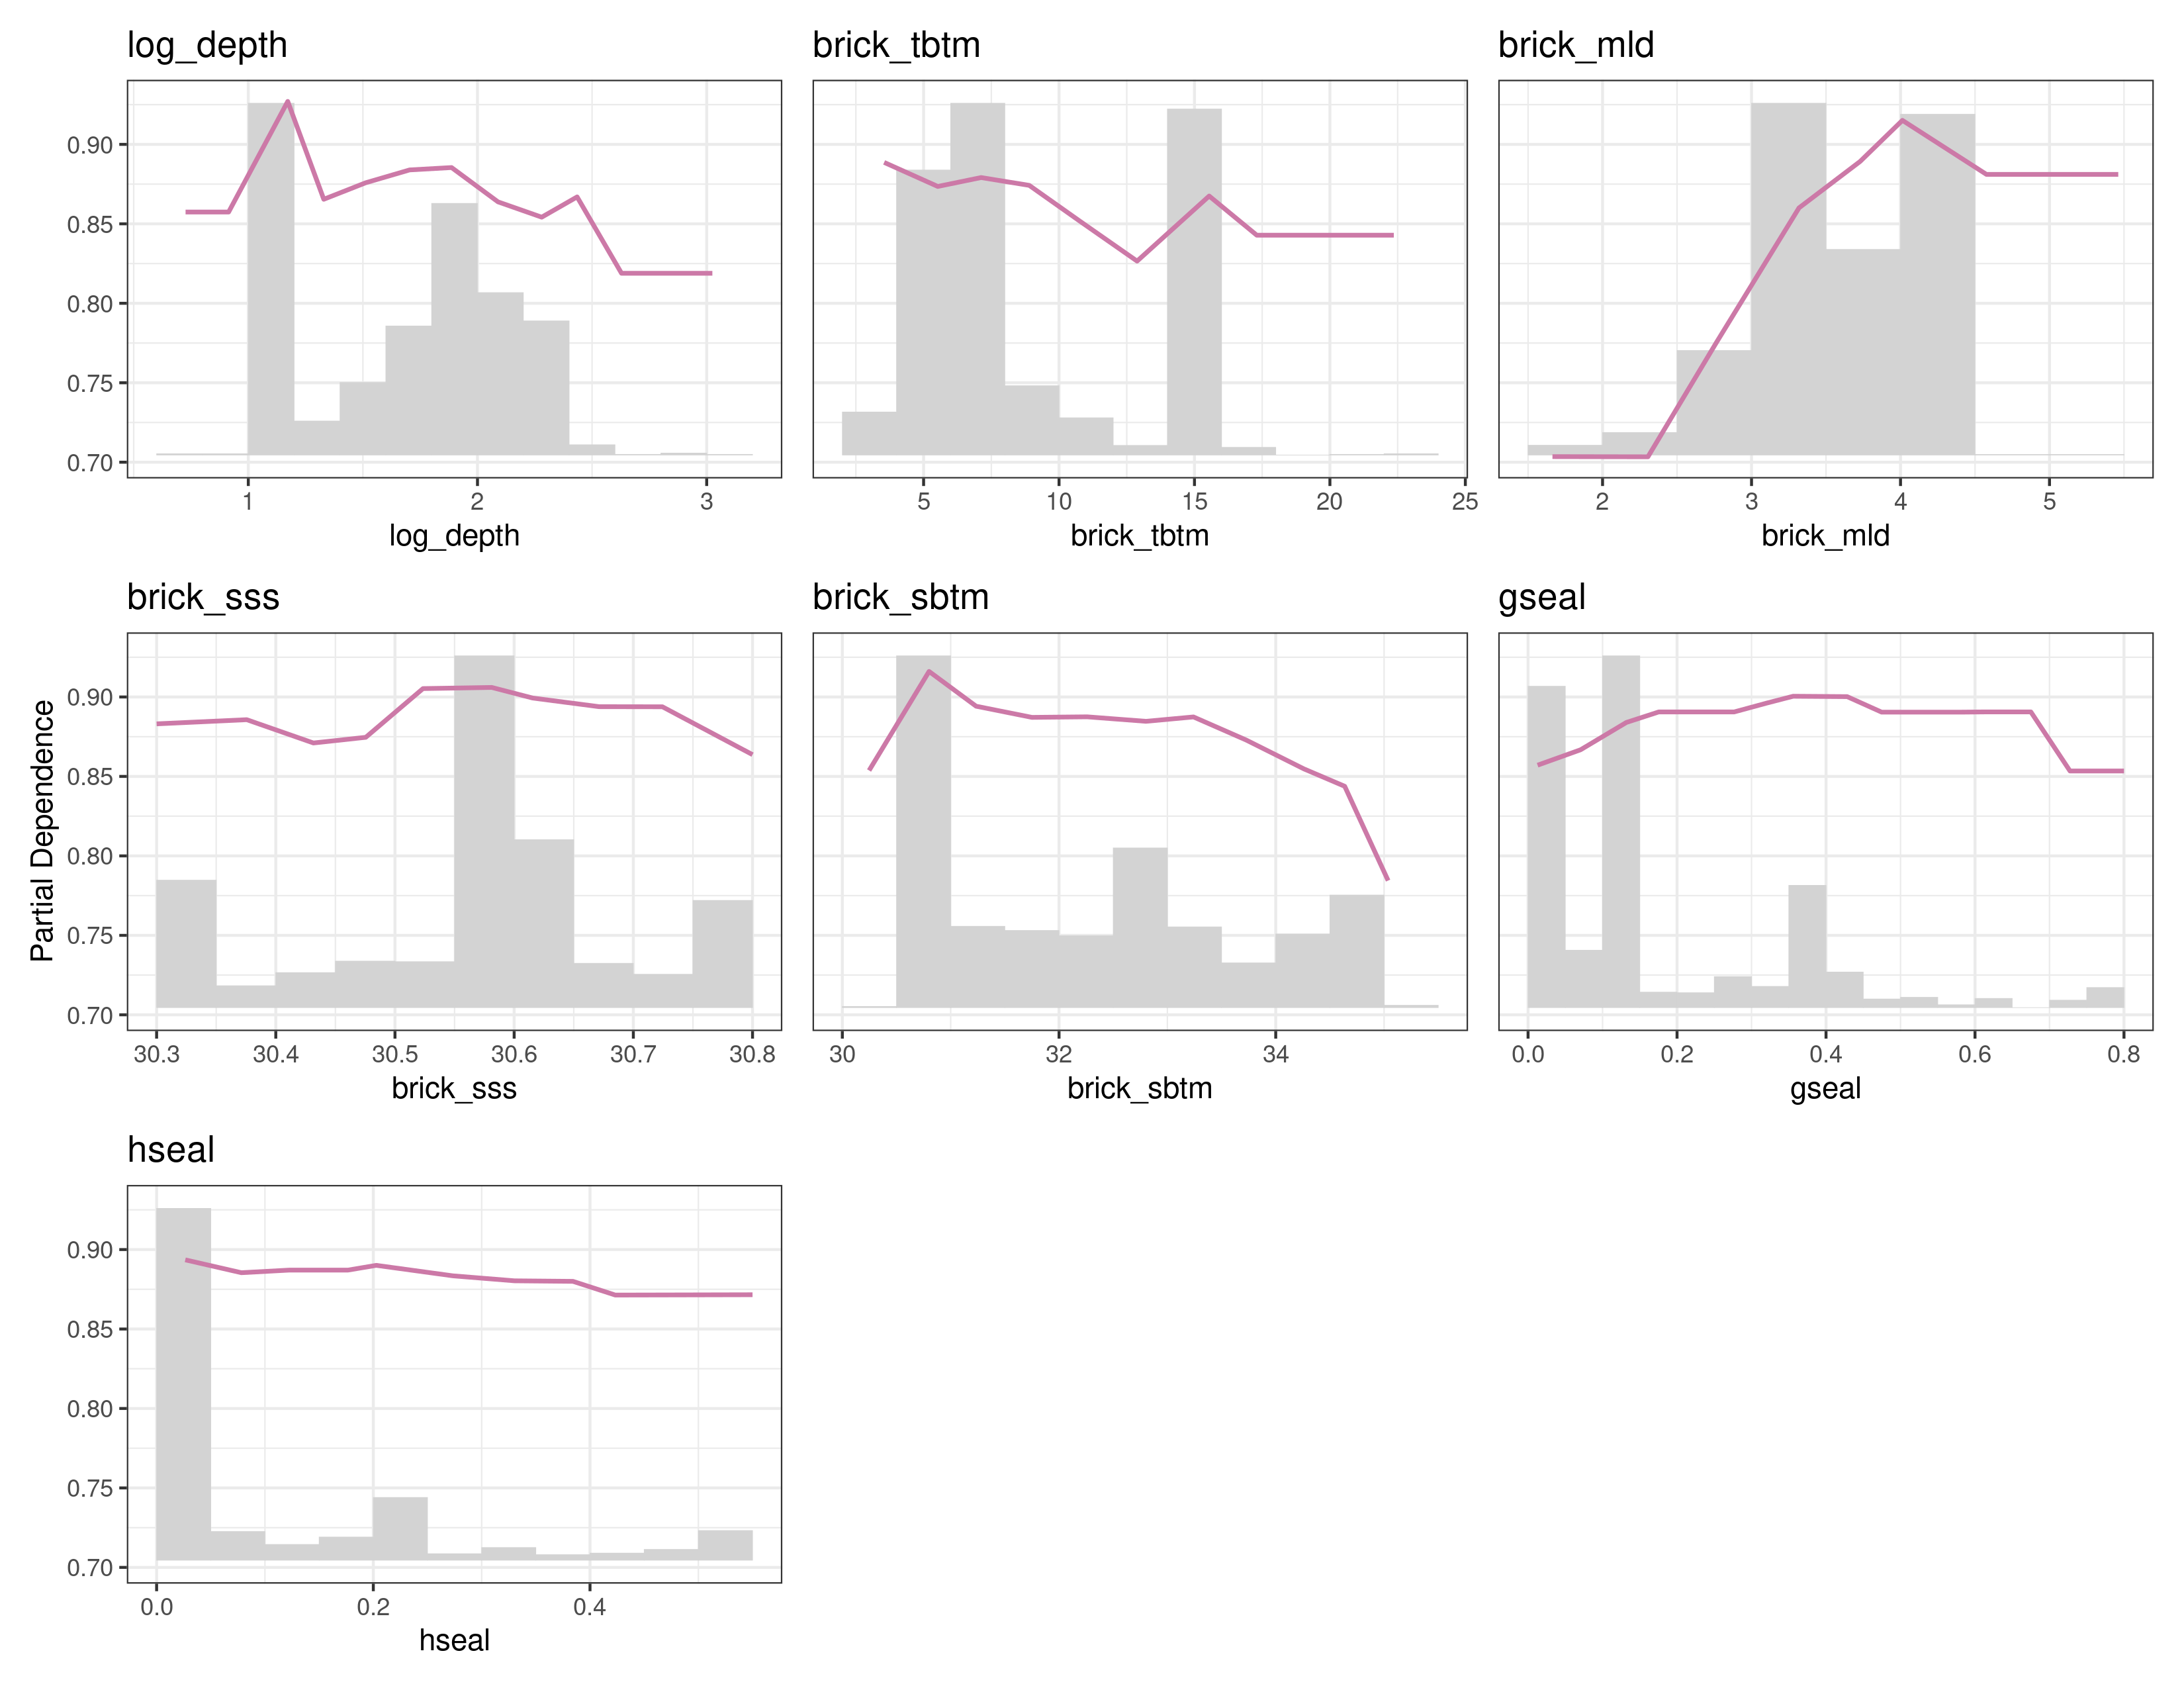 log_depth
brick_tbtm
brick_mld
0.90
0.85
0.80
0.75
0.70
1 2 3
5 10 15 20 25
2 3 4 5
log_depth
brick_tbtm
brick_mld
brick_sss
brick_sbtm
gseal
Partial Dependence
0.90
0.85
0.80
0.75
0.70
30.3 30.4 30.5 30.6 30.7 30.8
30 32 34
0.0 0.2 0.4 0.6 0.8
brick_sss
brick_sbtm
gseal
hseal
0.90
0.85
0.80
0.75
0.70
0.0 0.2 0.4
hseal